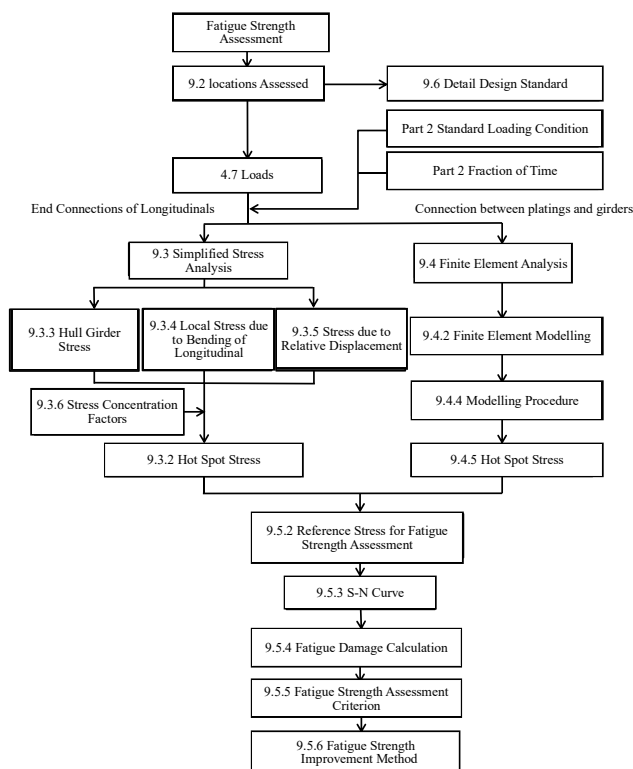 Fatigue Strength
Assessment
9.2 locations Assessed
9.6 Detail Design Standard
Part 2 Standard Loading Condition
4.7 Loads
Part 2 Fraction of Time
End Connections of Longitudinals
Connection between platings and girders
9.3 Simplified Stress
Analysis
9.4 Finite Element Analysis
9.3.3 Hull Girder
Stress
9.3.4 Local Stress due
to Bending of
Longitudinal
9.3.5 Stress due to
Relative Displacement
9.4.2 Finite Element Modelling
9.3.6 Stress Concentration
Factors
9.4.4 Modelling Procedure
9.3.2 Hot Spot Stress
9.4.5 Hot Spot Stress
9.5.2 Reference Stress for Fatigue
Strength Assessment
9.5.3 S-N Curve
9.5.4 Fatigue Damage Calculation
9.5.5 Fatigue Strength Assessment
Criterion
9.5.6 Fatigue Strength
Improvement Method